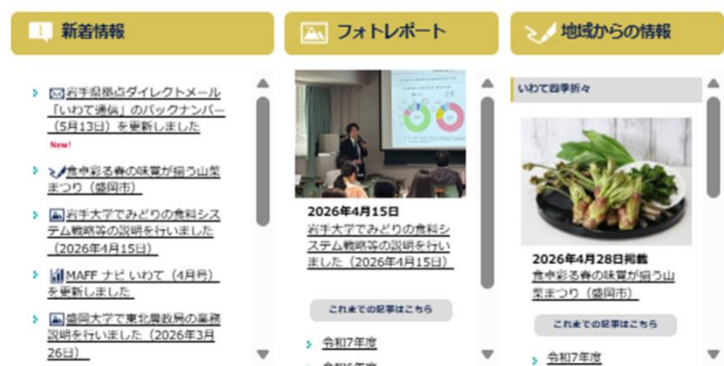 新着情報
岩手県拠点ダイレクトメール
「いわて通信」のバックナンバー
（5月13日）を更新しました
New!
食卓彩る春の味覚が揃う山菜
まつり（盛岡市）
岩手大学でみどりの食料シス
テム戦略等の説明を行いました
（2026年4月15日）
MAFF ナビ いわて（4月号）
を更新しました
盛岡大学で東北農政局の業務
説明を行いました（2026年3月
26日）
フォトレポート
2026年4月15日
岩手大学でみどりの食料シ
ステム戦略等の説明を行い
ました（2026年4月15日）
これまでの記事はこちら
令和7年度
令和6年度
地域からの情報
いわて四季折々
2026年4月28日掲載
食卓彩る春の味覚が揃う山
菜まつり（盛岡市）
これまでの記事はこちら
令和7年度